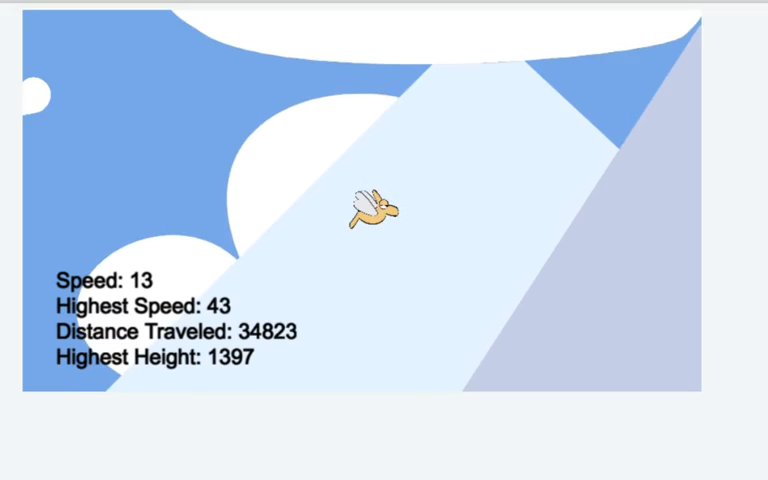 Speed: 13
Highest Speed: 43
Distance Traveled: 34823
Highest Height: 1397